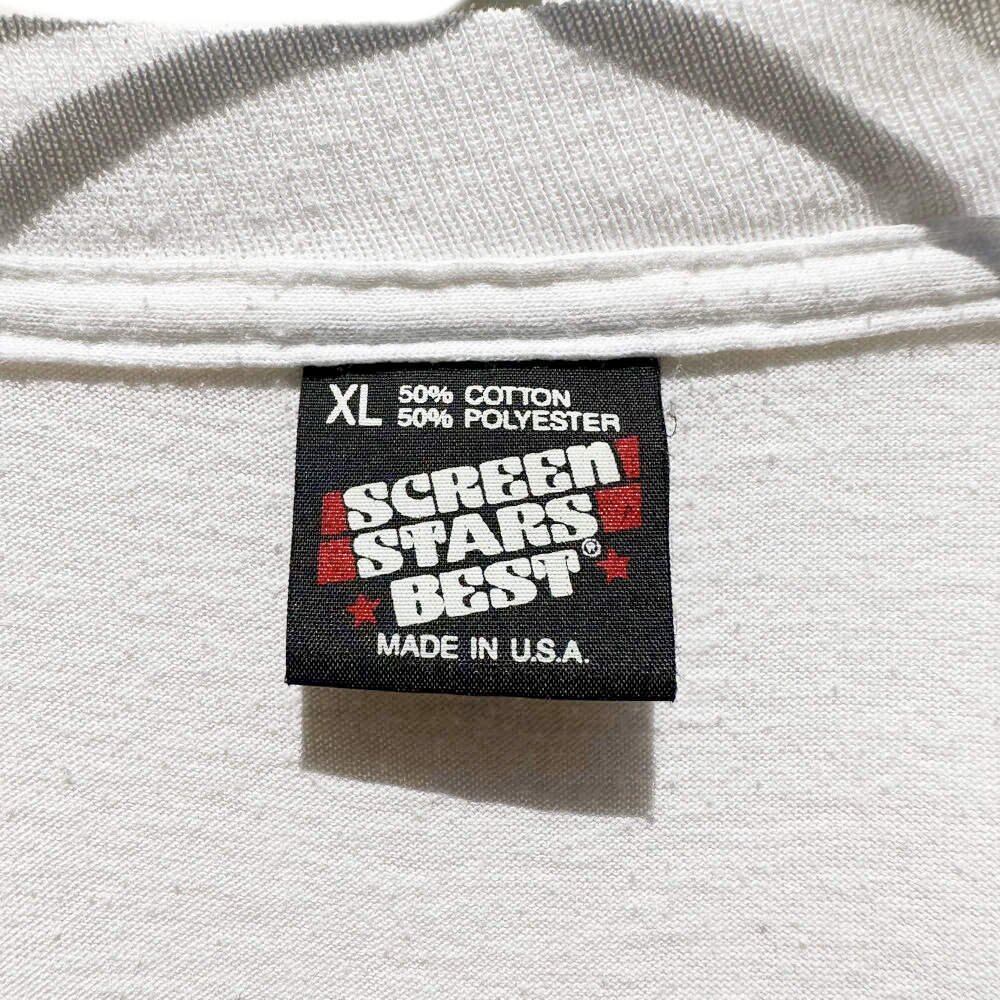 XL 50% COTTON
50% POLYESTER
SCREEN
STARS
BEST®
MADE IN U.S.A.